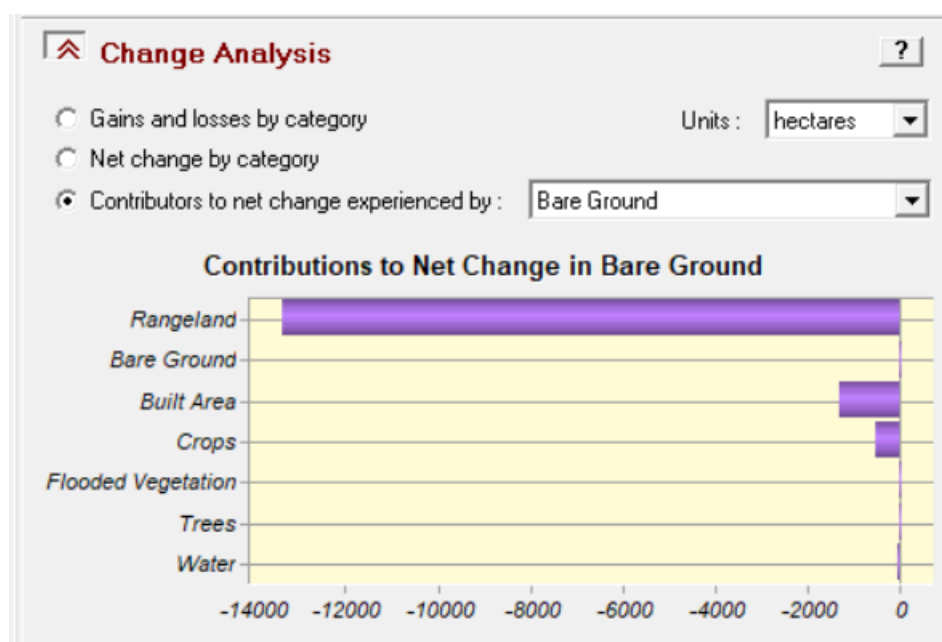 Change Analysis ?
Gains and losses by category Units : hectares
Net change by category
Contributors to net change experienced by : Bare Ground
Contributions to Net Change in Bare Ground
Rangeland
Bare Ground
Built Area
Crops
Flooded Vegetation
Trees
Water
-14000 -12000 -10000 -8000 -6000 -4000 -2000 0